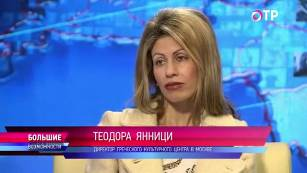 ОТР
БОЛЬШИЕ
ВОЗМОЖНОСТИ
ТЕОДОРА ЯННИЦИ
ДИРЕКТОР ГРЕЧЕСКОГО КУЛЬТУРНОГО ЦЕНТРА В МОСКВЕ